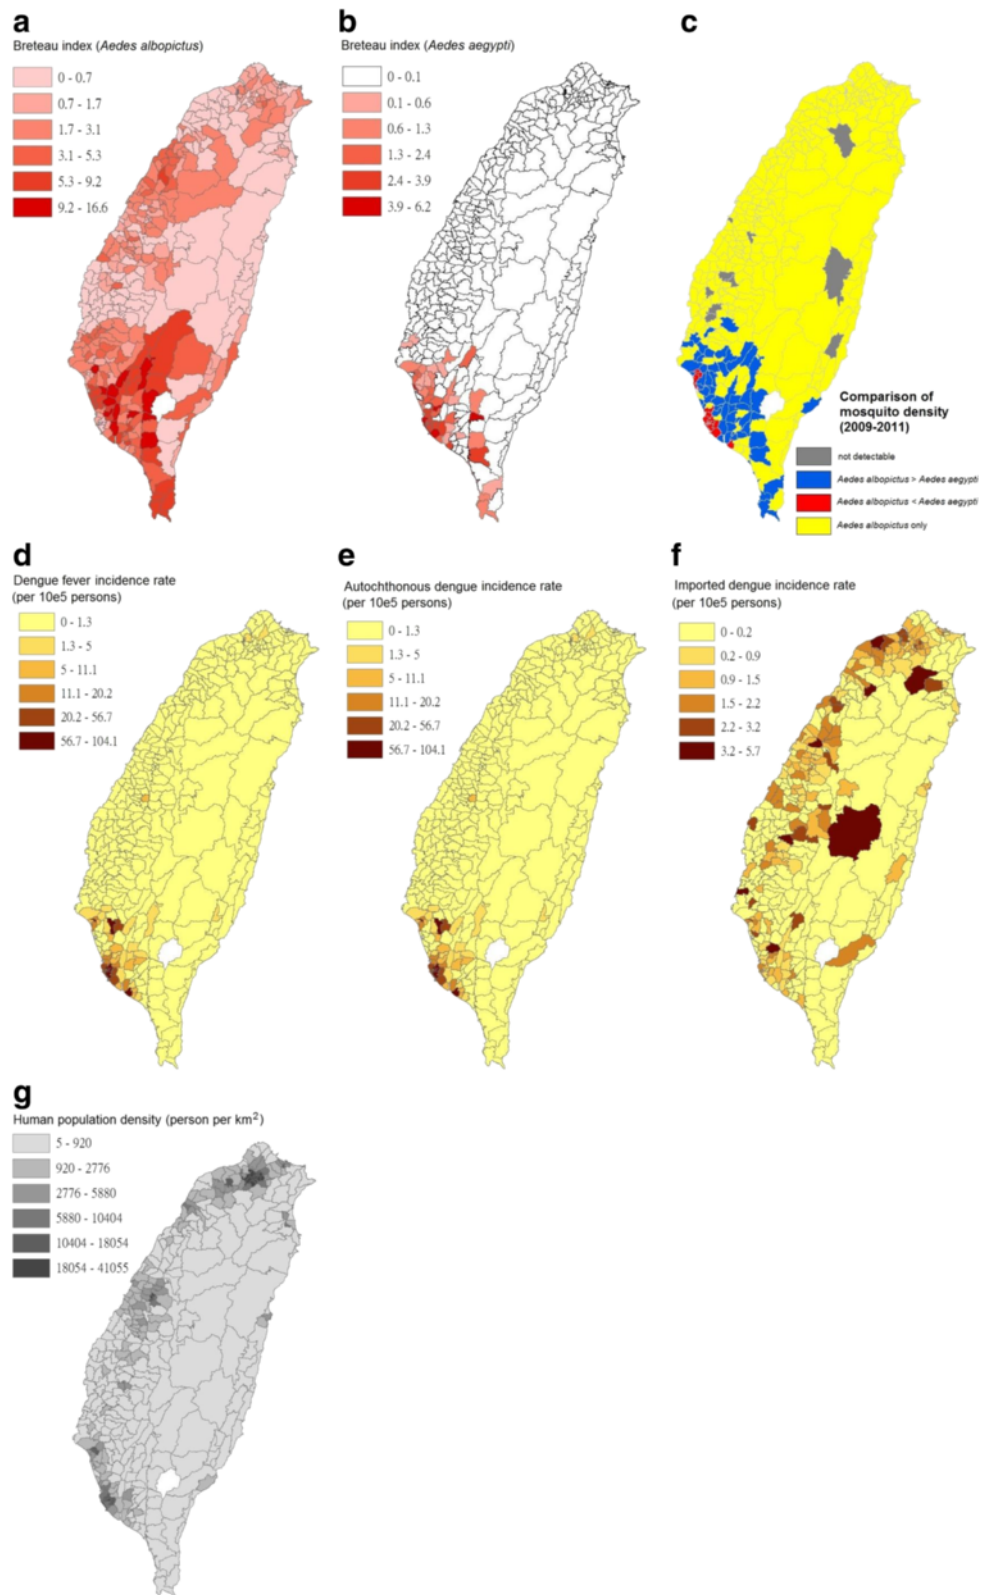 a
Breteau index (Aedes albopictus)
0 - 0.7
0.7 - 1.7
1.7 - 3.1
3.1 - 5.3
5.3 - 9.2
9.2 - 16.6
b
Breteau index (Aedes aegypti)
0 - 0.1
0.1 - 0.6
0.6 - 1.3
1.3 - 2.4
2.4 - 3.9
3.9 - 6.2
c
Comparison of
mosquito density
(2009-2011)
not detectable
Aedes albopictus > Aedes aegypti
Aedes albopictus < Aedes aegypti
Aedes albopictus only
d
Dengue fever incidence rate
(per 10e5 persons)
0 - 1.3
1.3 - 5
5 - 11.1
11.1 - 20.2
20.2 - 56.7
56.7 - 104.1
e
Autochthonous dengue incidence rate
(per 10e5 persons)
0 - 1.3
1.3 - 5
5 - 11.1
11.1 - 20.2
20.2 - 56.7
56.7 - 104.1
f
Imported dengue incidence rate
(per 10e5 persons)
0 - 0.2
0.2 - 0.9
0.9 - 1.5
1.5 - 2.2
2.2 - 3.2
3.2 - 5.7
g
Human population density (person per km²)
5 - 920
920 - 2776
2776 - 5880
5880 - 10404
10404 - 18054
18054 - 41055